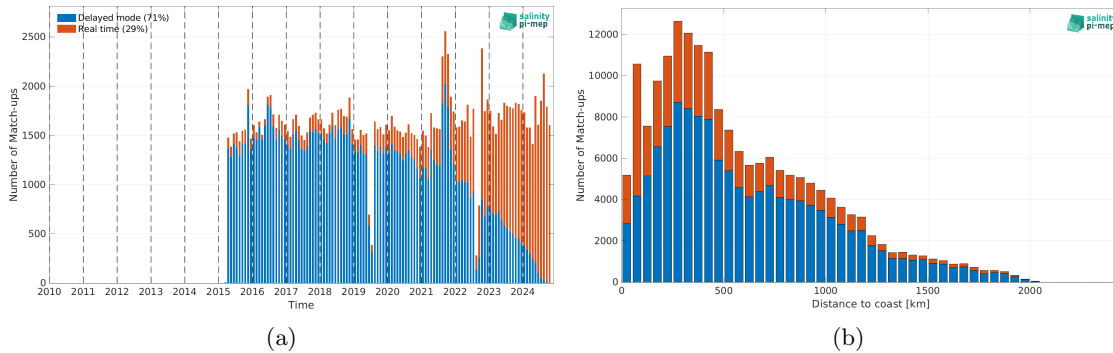 Delayed mode (71%)
Real time (29%)
salinity
pi-mep
Number of Match-ups
2500
2000
1500
1000
500
0
2010 2011 2012 2013 2014 2015 2016 2017 2018 2019 2020 2021 2022 2023 2024
Time
(a)
salinity
pi-mep
Number of Match-ups
12000
10000
8000
6000
4000
2000
0
0 500 1000 1500 2000
Distance to coast [km]
(b)